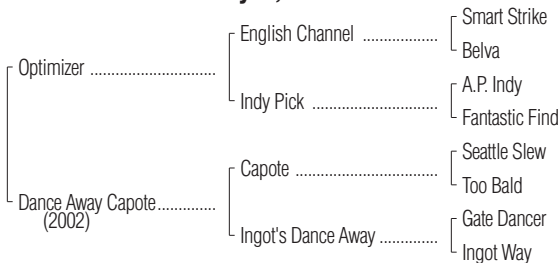 Smart Strike
English Channel ..................
Belva
Optimizer .............................
A.P. Indy
Indy Pick ..............................
Fantastic Find
Seattle Slew
Capote .................................
Too Bald
Dance Away Capote..............
(2002)
Gate Dancer
Ingot's Dance Away ..............
Ingot Way